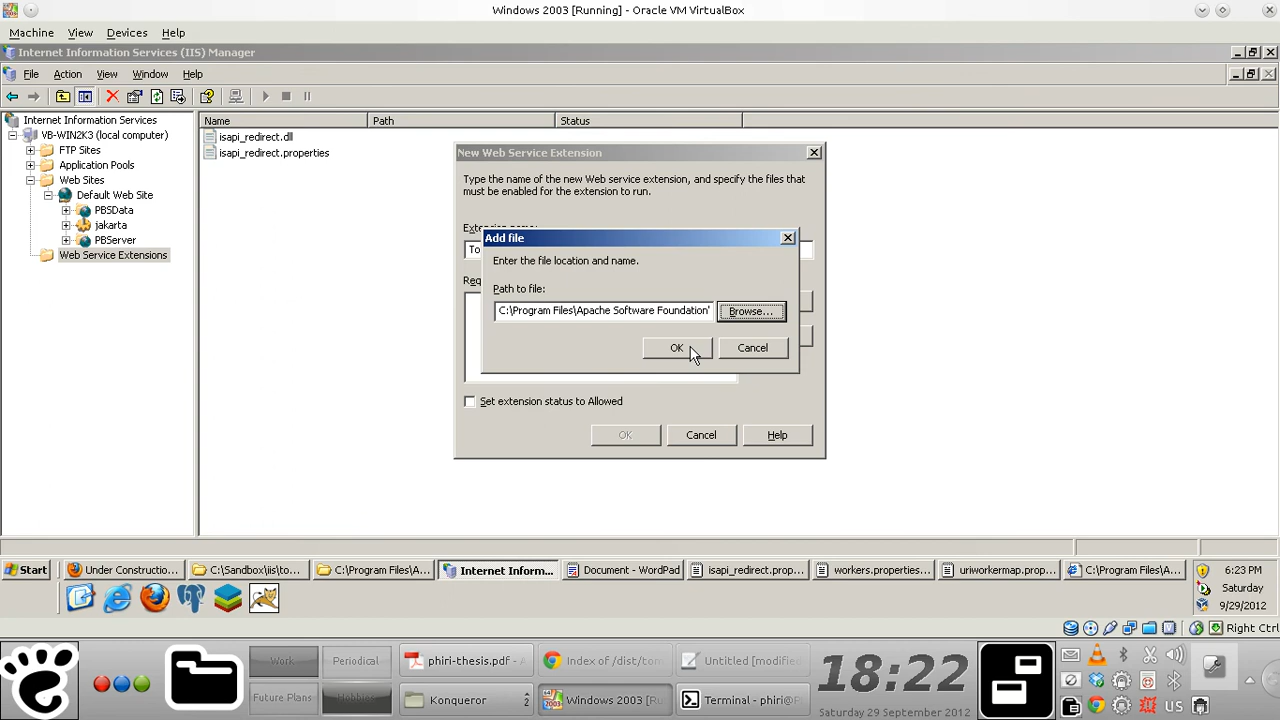 Windows 2003 [Running] - Oracle VM VirtualBox
Machine View Devices Help
Internet Information Services (IIS) Manager
File Action View Window Help
Internet Information Services
VB-WIN2K3 (local computer)
FTP Sites
Application Pools
Web Sites
Default Web Site
PBSData
jakarta
PBServer
Web Service Extensions
Name Path Status
isapi_redirect.dll
isapi_redirect.properties
New Web Service Extension
Type the name of the new Web service extension, and specify the files that
must be enabled for the extension to run.
To
Add file
Enter the file location and name.
Path to file:
C:\Program Files\Apache Software Foundation' Browse...
OK Cancel
Set extension status to Allowed
OK Cancel Help
Start Under Constructio... C:\Sandbox\iis\to... C:\Program Files\A... Internet Inform... Document - WordPad isapi_redirect.prop... workers.properties... uriworkermap.prop... C:\Program Files\A...
6:23 PM
Saturday
9/29/2012
Right Ctrl
Work Periodical
Future Plans Hobbies
phiri-thesis.pdf - Index of /dist/tom Untitled [modified
Konqueror 2 Windows 2003 [Ru Terminal - phiri@P
18:22
Saturday 29 September 2012
US